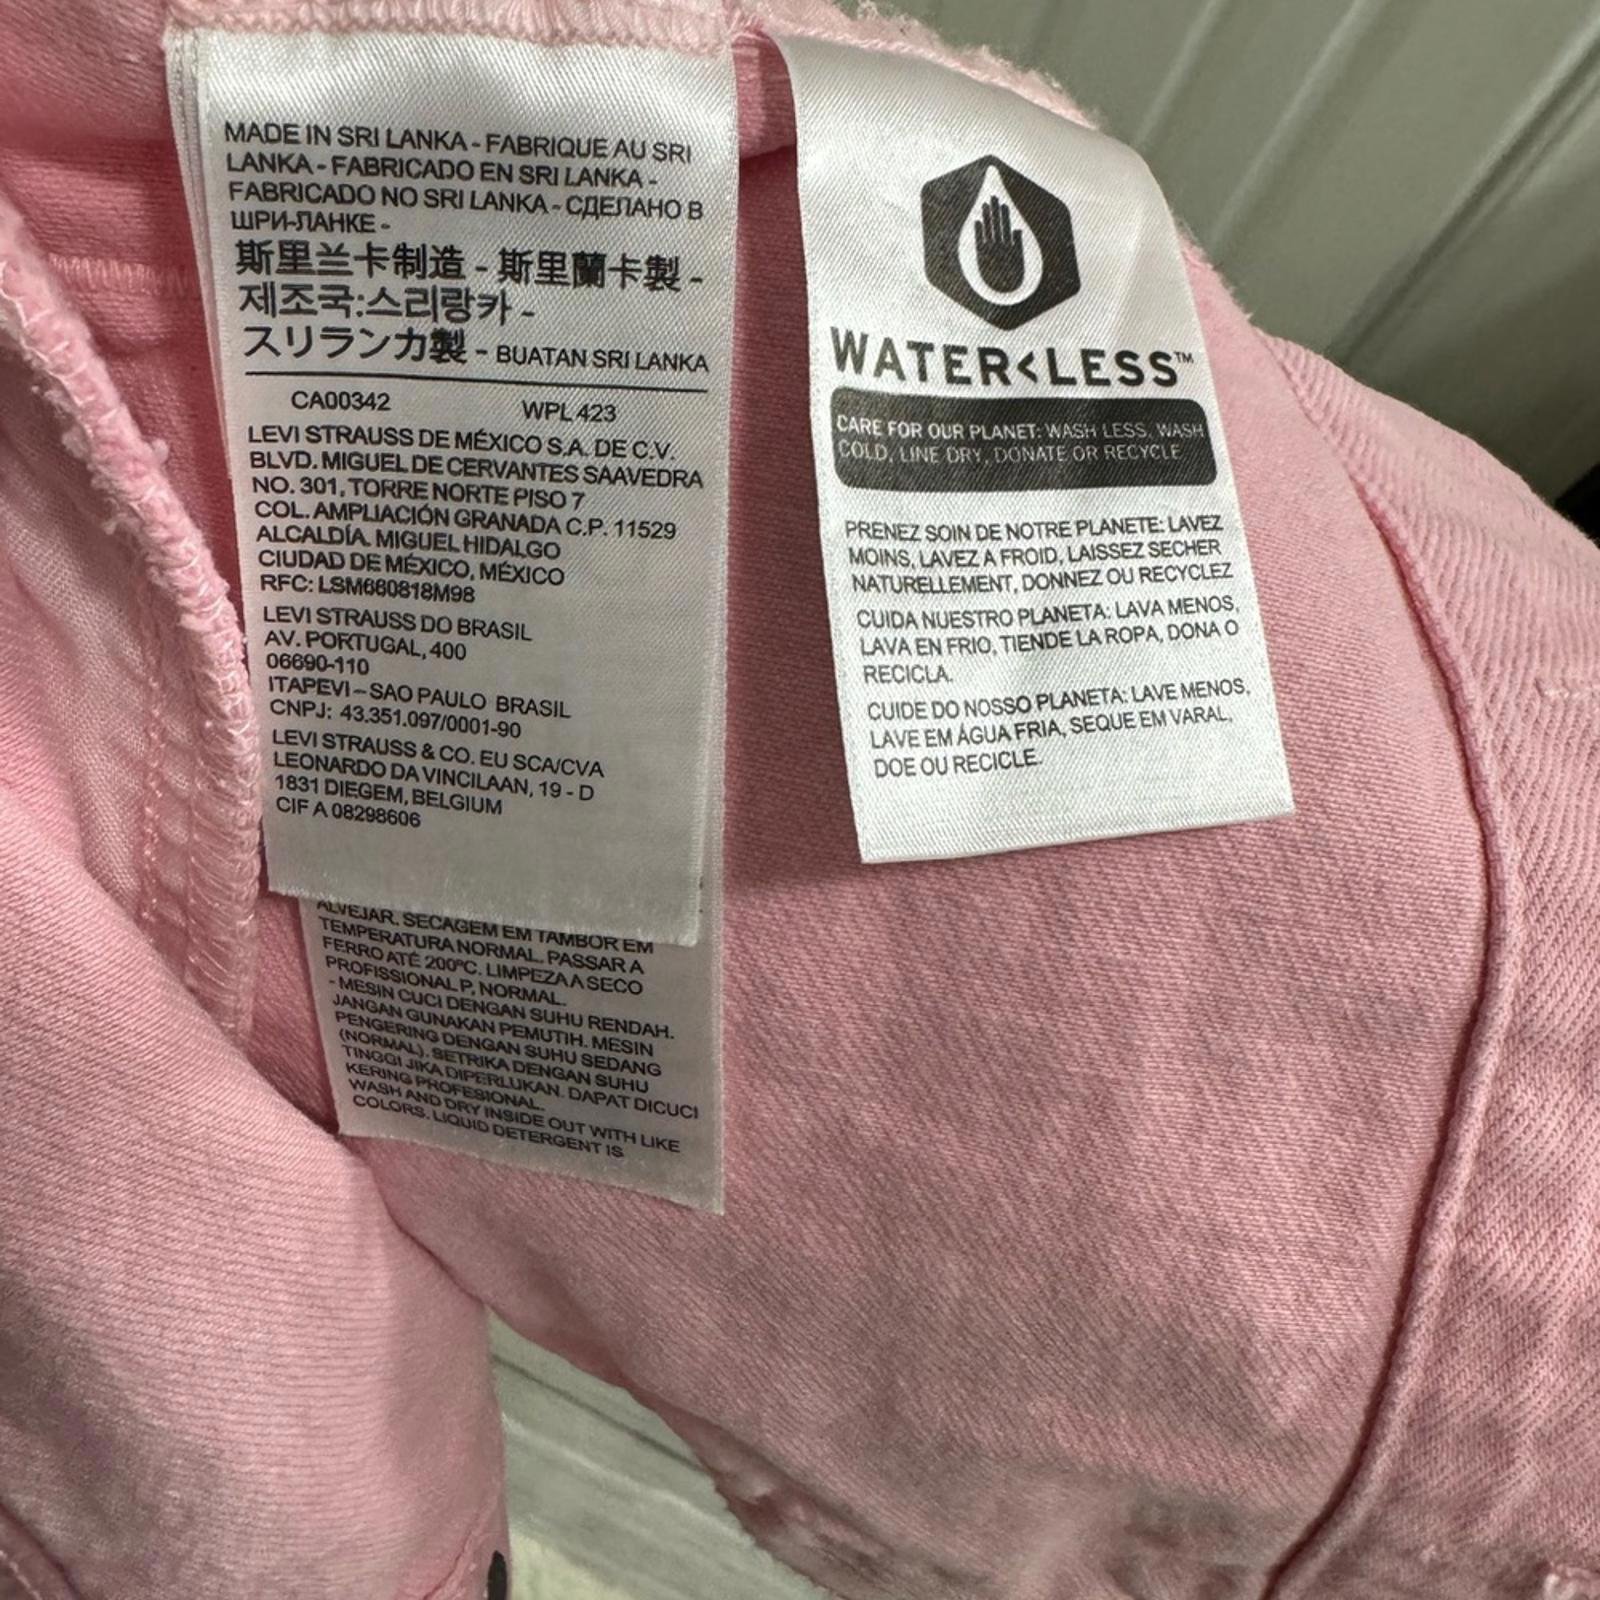 MADE IN SRI LANKA - FABRIQUE AU SRI
LANKA - FABRICADO EN SRI LANKA -
FABRICADO NO SRI LANKA - СДЕЛАНО В
ШРИ-ЛАНКЕ -
斯里兰卡制造 - 斯里蘭卡製 -
제조국:스리랑카 -
スリランカ製 - BUATAN SRI LANKA
CA00342 WPL 423
LEVI STRAUSS DE MÉXICO S.A. DE C.V.
BLVD. MIGUEL DE CERVANTES SAAVEDRA
NO. 301, TORRE NORTE PISO 7
COL. AMPLIACIÓN GRANADA C.P. 11529
ALCALDÍA. MIGUEL HIDALGO
CIUDAD DE MÉXICO, MÉXICO
RFC: LSM660818M98
LEVI STRAUSS DO BRASIL
AV. PORTUGAL, 400
06690-110
ITAPEVI – SAO PAULO BRASIL
CNPJ: 43.351.097/0001-90
LEVI STRAUSS & CO. EU SCA/CVA
LEONARDO DA VINCILAAN, 19 - D
1831 DIEGEM, BELGIUM
CIF A 08298606
ALVEJAR. SECAGEM EM TAMBOR EM
TEMPERATURA NORMAL. PASSAR A
FERRO ATÉ 200ºC. LIMPEZA A SECO
PROFISSIONAL P, NORMAL.
- MESIN CUCI DENGAN SUHU RENDAH.
JANGAN GUNAKAN PEMUTIH. MESIN
PENGERING DENGAN SUHU SEDANG
(NORMAL). SETRIKA DENGAN SUHU
TINGGI JIKA DIPERLUKAN. DAPAT DICUCI
KERING PROFESIONAL.
WASH AND DRY INSIDE OUT WITH LIKE
COLORS. LIQUID DETERGENT IS
WATER<LESS™
CARE FOR OUR PLANET: WASH LESS, WASH
COLD, LINE DRY, DONATE OR RECYCLE
PRENEZ SOIN DE NOTRE PLANETE: LAVEZ
MOINS, LAVEZ A FROID, LAISSEZ SECHER
NATURELLEMENT, DONNEZ OU RECYCLEZ
CUIDA NUESTRO PLANETA: LAVA MENOS,
LAVA EN FRIO, TIENDE LA ROPA, DONA O
RECICLA.
CUIDE DO NOSSO PLANETA: LAVE MENOS,
LAVE EM ÁGUA FRIA, SEQUE EM VARAL,
DOE OU RECICLE.